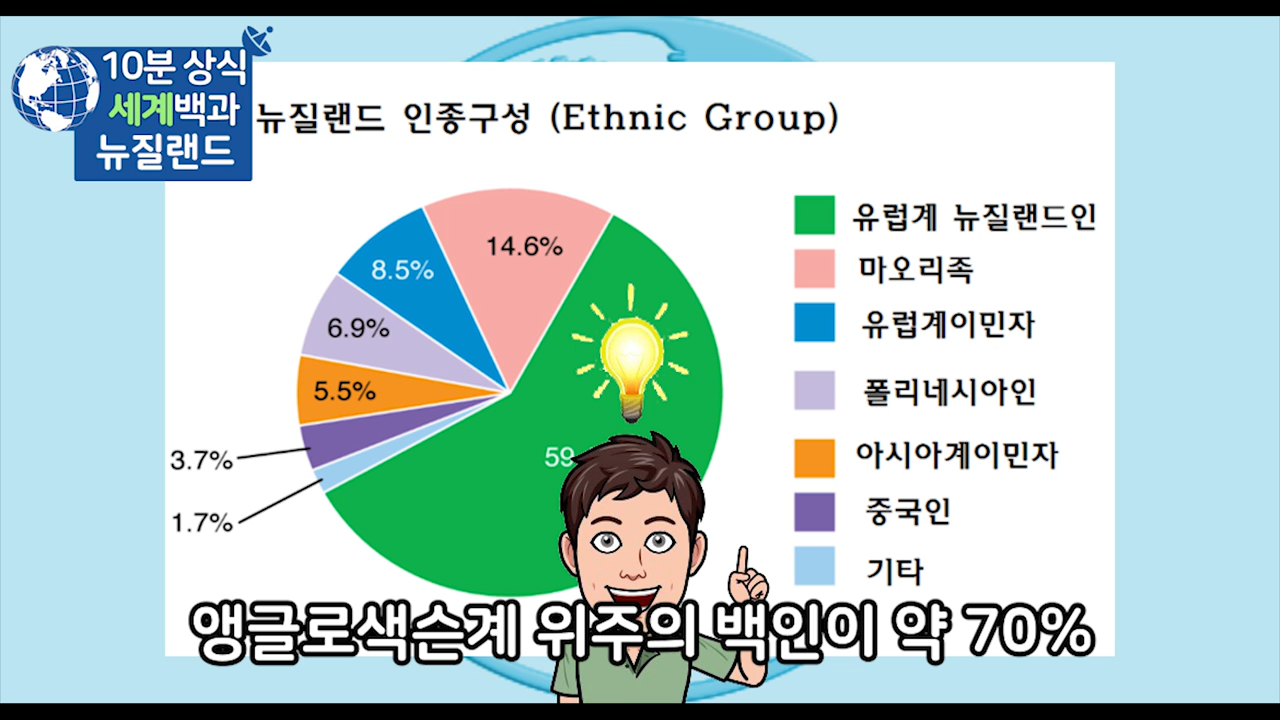 10분 상식
세계백과
뉴질랜드
뉴질랜드 인종구성 (Ethnic Group)
14.6%
8.5%
6.9%
5.5%
3.7%
1.7%
59
유럽계 뉴질랜드인
마오리족
유럽계이민자
폴리네시아인
아시아계이민자
중국인
기타
앵글로색슨계 위주의 백인이 약 70%